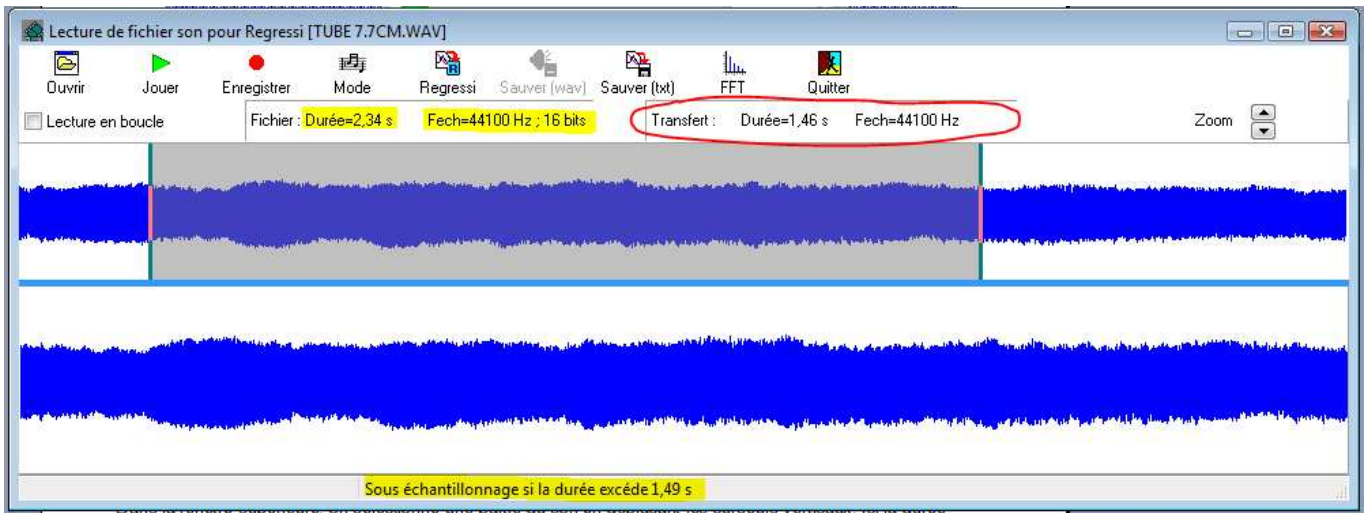 Lecture de fichier son pour Regressi [TUBE 7.7CM.WAV]
Ouvrir Jouer Enregistrer Mode Regressi Sauver (wav) Sauver (txt) FFT Quitter
Lecture en boucle Fichier : Durée=2,34 s Fech=44100 Hz ; 16 bits Transfert : Durée=1,46 s Fech=44100 Hz Zoom
Sous échantillonnage si la durée excéde 1,49 s